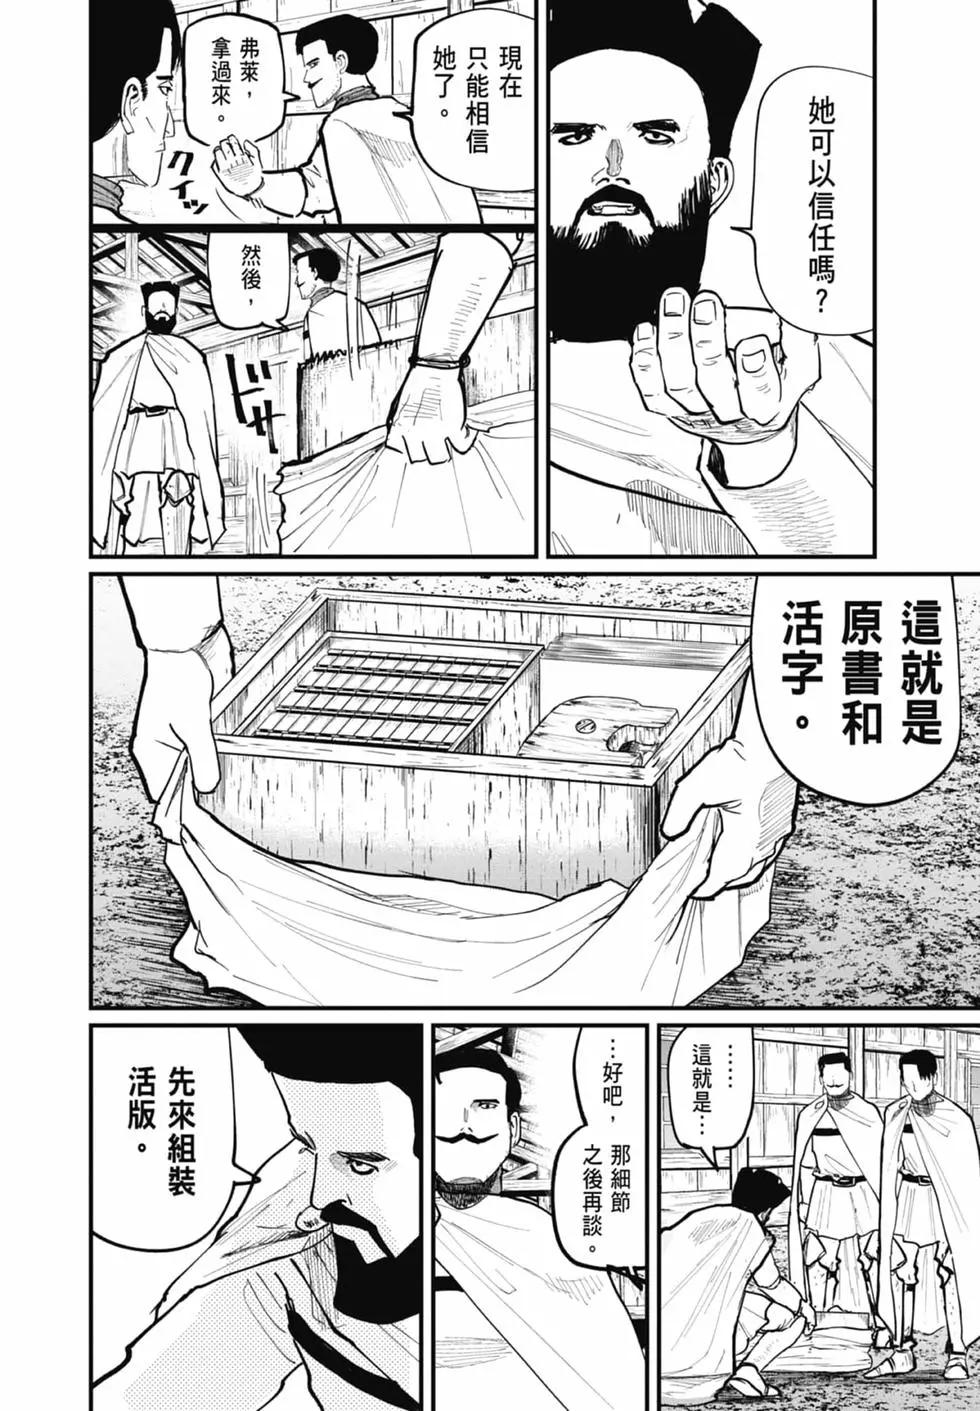 她可以信任嗎?
現在
只能相信
她了。
弗萊,
拿過來。
クイッ
然後,
ドサ
這就是
原書和
活字。
……
這就是…
…好吧,
那細節
之後再談。
先來組裝
活版。